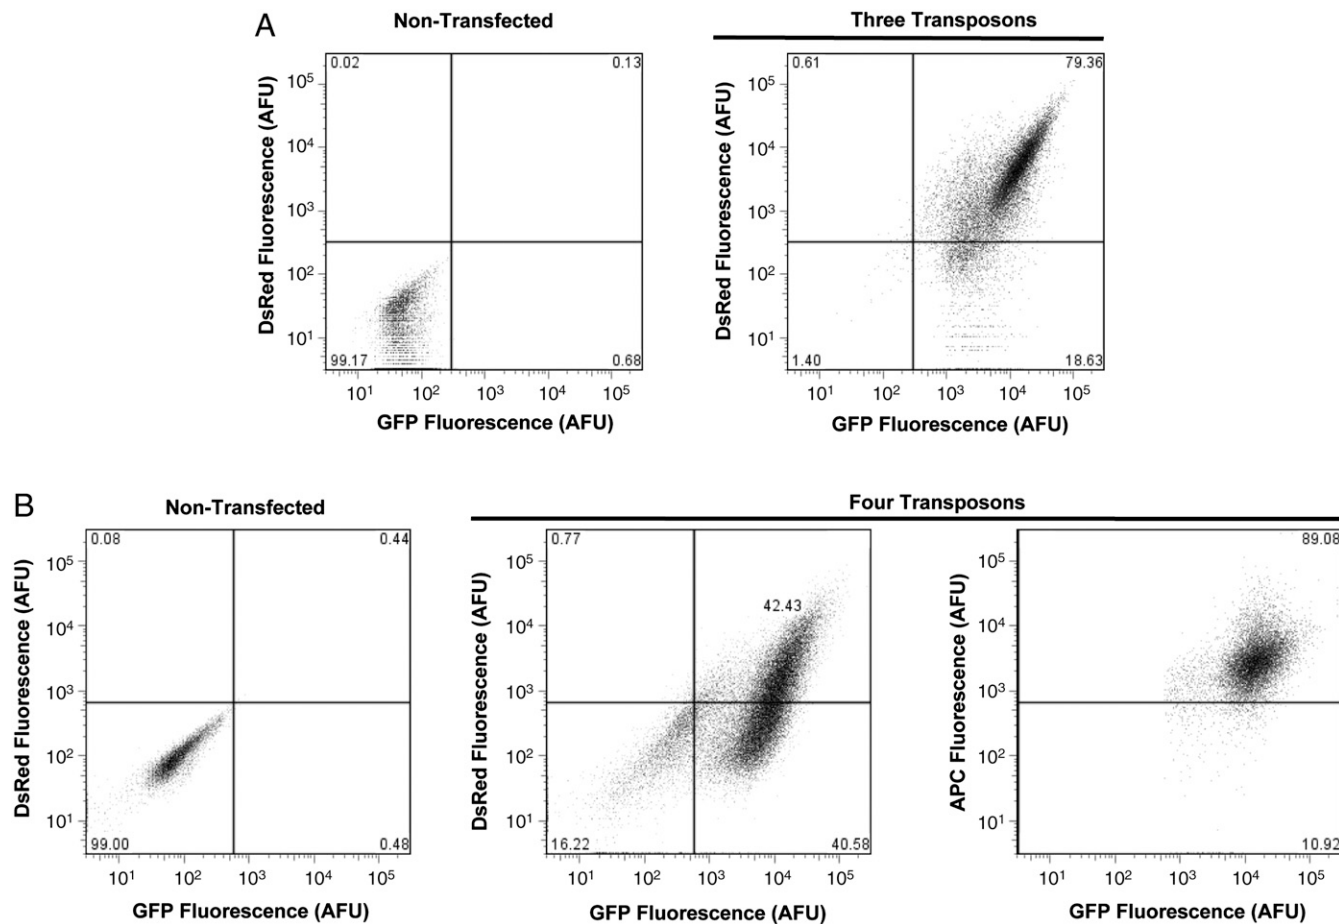 A
Non-Transfected
Three Transposons
0.02
0.13
99.17
0.68
10⁵
10⁴
10³
10²
10¹
DsRed Fluorescence (AFU)
10¹ 10² 10³ 10⁴ 10⁵
GFP Fluorescence (AFU)
0.61
79.36
1.40
18.63
10⁵
10⁴
10³
10²
10¹
DsRed Fluorescence (AFU)
10¹ 10² 10³ 10⁴ 10⁵
GFP Fluorescence (AFU)
B
Non-Transfected
Four Transposons
0.08
0.44
99.00
0.48
10⁵
10⁴
10³
10²
10¹
DsRed Fluorescence (AFU)
10¹ 10² 10³ 10⁴ 10⁵
GFP Fluorescence (AFU)
0.77
42.43
16.22
40.58
10⁵
10⁴
10³
10²
10¹
DsRed Fluorescence (AFU)
10¹ 10² 10³ 10⁴ 10⁵
GFP Fluorescence (AFU)
89.08
10.92
10⁵
10⁴
10³
10²
10¹
APC Fluorescence (AFU)
10¹ 10² 10³ 10⁴ 10⁵
GFP Fluorescence (AFU)